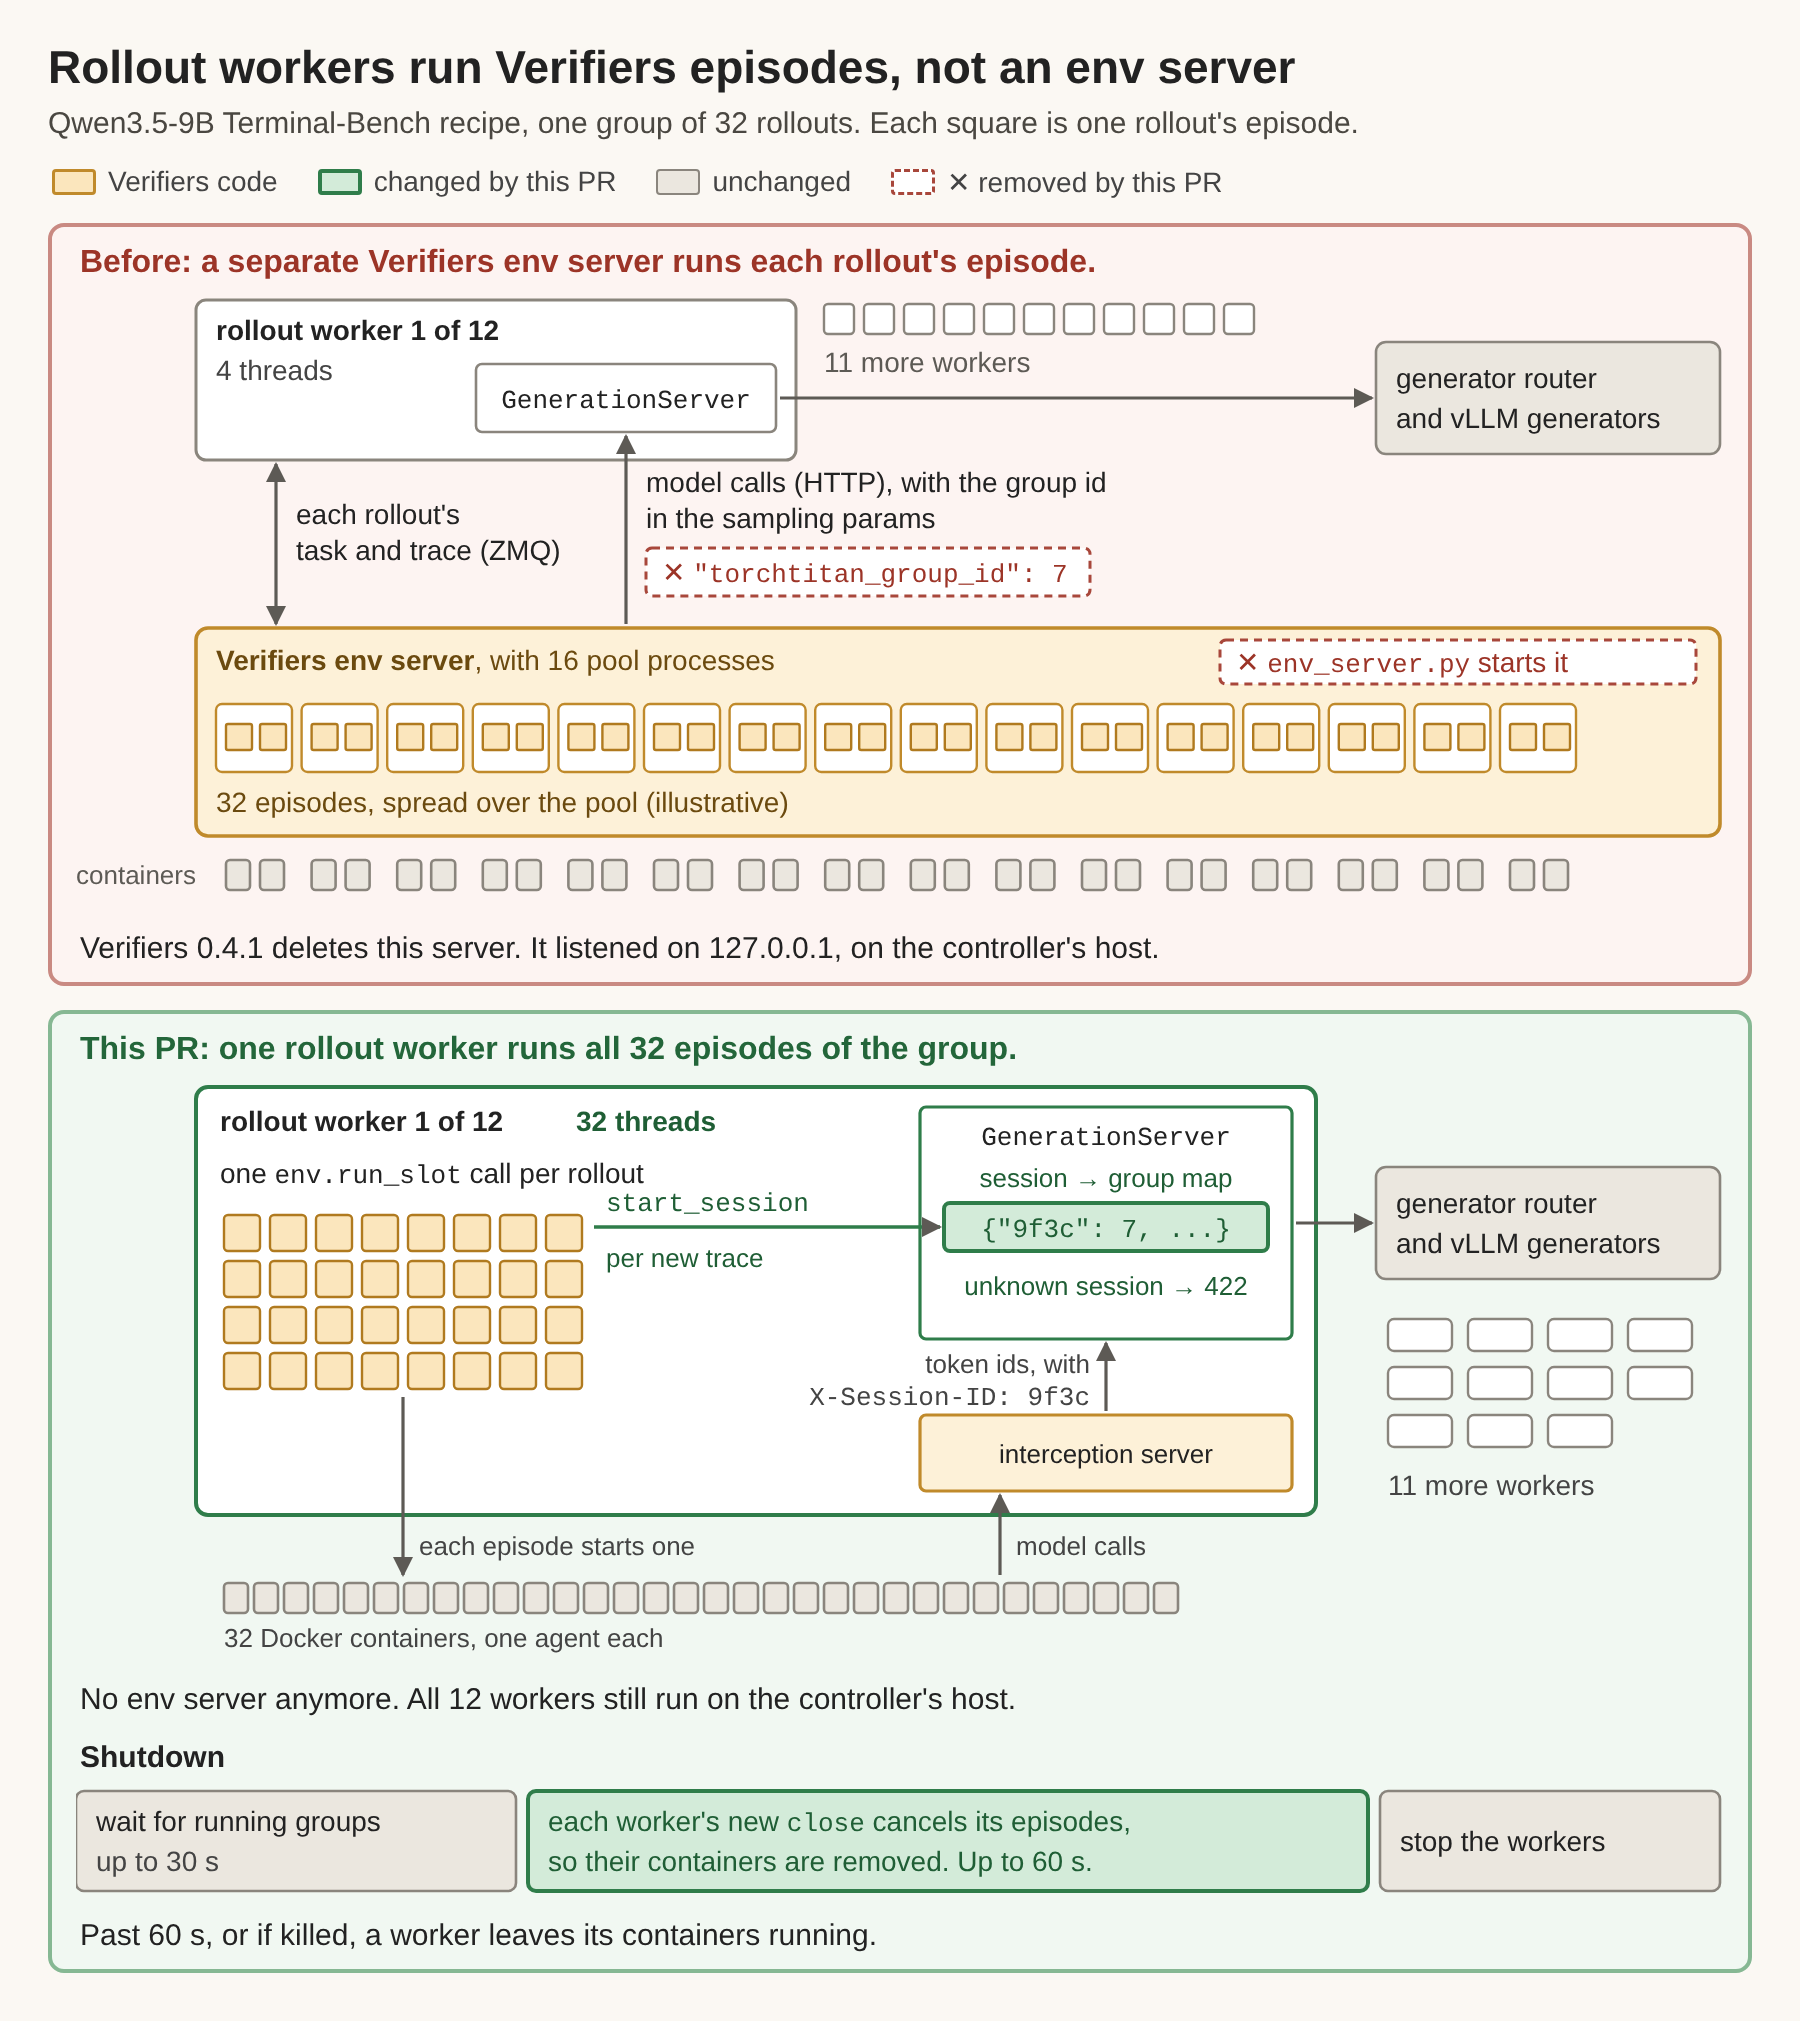 Rollout workers run Verifiers episodes, not an env server
Qwen3.5-9B Terminal-Bench recipe, one group of 32 rollouts. Each square is one rollout's episode.
Verifiers code
changed by this PR
unchanged
✕ removed by this PR
Before: a separate Verifiers env server runs each rollout's episode.
rollout worker 1 of 12
4 threads
GenerationServer
11 more workers
generator router
and vLLM generators
each rollout's
task and trace (ZMQ)
model calls (HTTP), with the group id
in the sampling params
✕ "torchtitan_group_id": 7
Verifiers env server, with 16 pool processes
✕ env_server.py starts it
32 episodes, spread over the pool (illustrative)
containers
Verifiers 0.4.1 deletes this server. It listened on 127.0.0.1, on the controller's host.
This PR: one rollout worker runs all 32 episodes of the group.
rollout worker 1 of 12
32 threads
one env.run_slot call per rollout
start_session
per new trace
GenerationServer
session → group map
{"9f3c": 7, ...}
unknown session → 422
generator router
and vLLM generators
token ids, with
X-Session-ID: 9f3c
interception server
11 more workers
each episode starts one
model calls
32 Docker containers, one agent each
No env server anymore. All 12 workers still run on the controller's host.
Shutdown
wait for running groups
up to 30 s
each worker's new close cancels its episodes,
so their containers are removed. Up to 60 s.
stop the workers
Past 60 s, or if killed, a worker leaves its containers running.